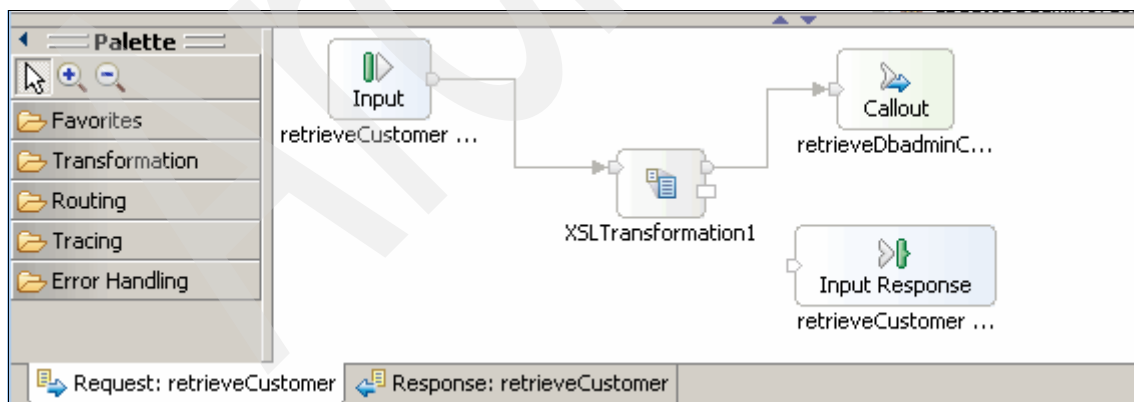 Palette
Favorites
Transformation
Routing
Tracing
Error Handling
Input
retrieveCustomer ...
XSLTransformation1
Callout
retrieveDbadminC...
Input Response
retrieveCustomer ...
Request: retrieveCustomer
Response: retrieveCustomer